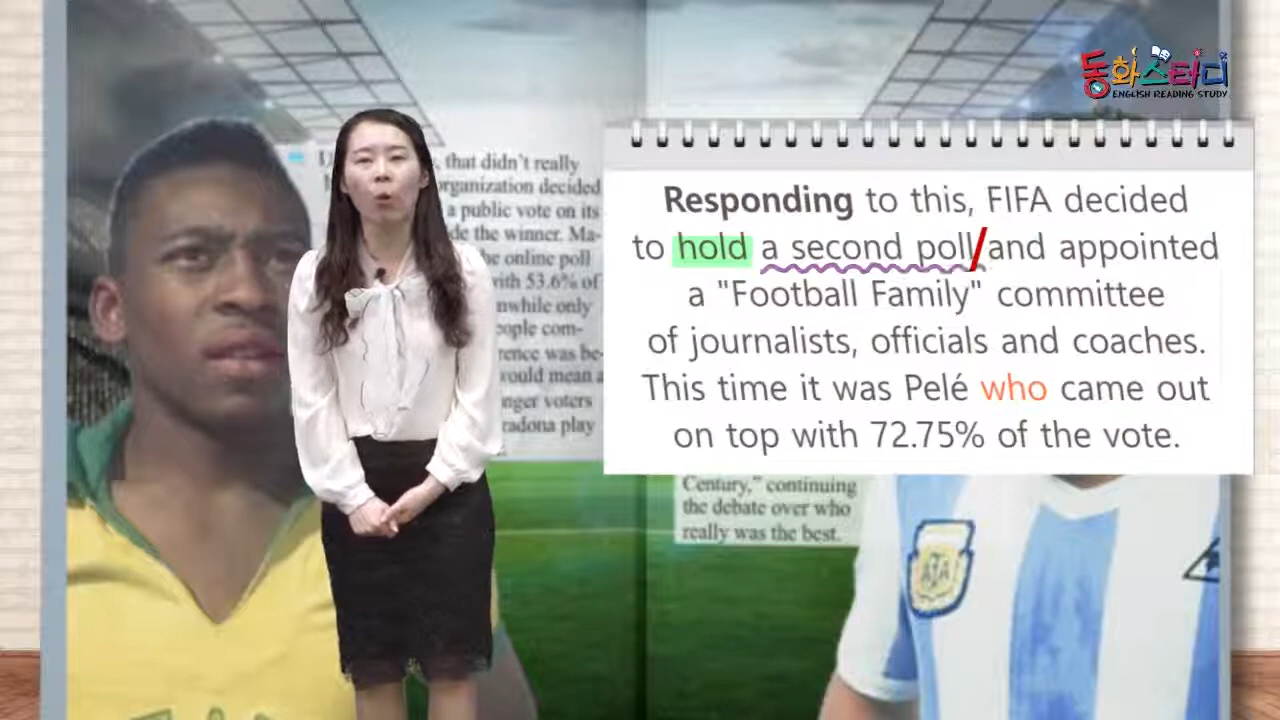 동화스타디
ENGLISH READING STUDY
, that didn't really
organization decided
a public vote on its
the winner. Ma-
online poll
with 53.6% of
only
com-
was be-
would mean a
voters
play
Responding to this, FIFA decided
to hold a second poll/and appointed
a "Football Family" committee
of journalists, officials and coaches.
This time it was Pelé who came out
on top with 72.75% of the vote.
Century," continuing
the debate over who
really was the best.